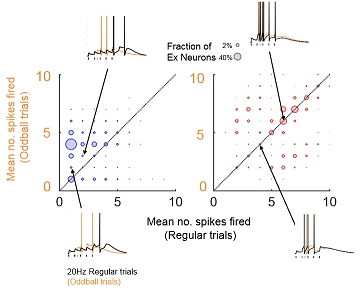 Fraction of 2%
Ex Neurons 40%
Mean no. spikes fired
(Oddball trials)
10
5
0
0 5 10
10
5
0
0 5 10
Mean no. spikes fired
(Regular trials)
20Hz Regular trials
(Oddball trials)